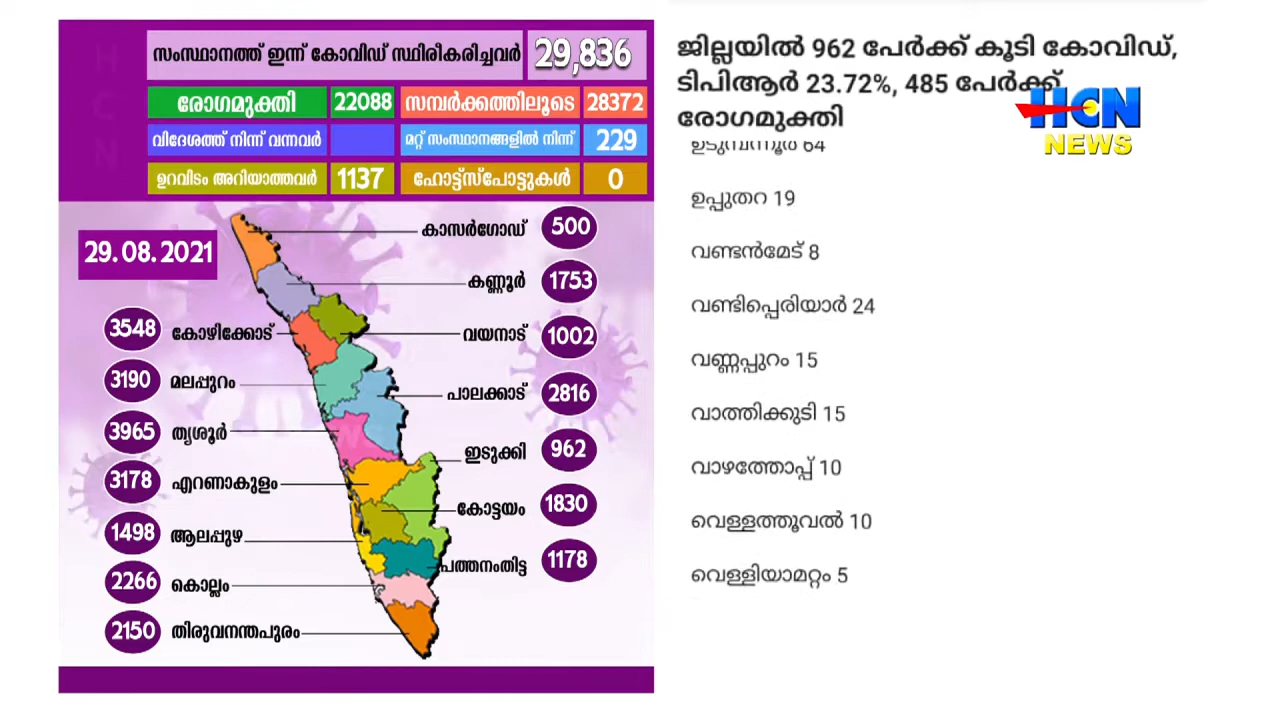 സംസ്ഥാനത്ത് ഇന്ന് കോവിഡ് സ്ഥിരീകരിച്ചവർ 29,836
രോഗമുക്തി 22088 സമ്പർക്കത്തിലൂടെ 28372
വിദേശത്ത് നിന്ന് വന്നവർ മറ്റ് സംസ്ഥാനങ്ങളിൽ നിന്ന് 229
ഉറവിടം അറിയാത്തവർ 1137 ഹോട്ട്സ്പോട്ടുകൾ 0
29.08.2021
കാസർഗോഡ് 500
കണ്ണൂർ 1753
3548 കോഴിക്കോട് വയനാട് 1002
3190 മലപ്പുറം പാലക്കാട് 2816
3965 തൃശൂർ ഇടുക്കി 962
3178 എറണാകുളം കോട്ടയം 1830
1498 ആലപ്പുഴ പത്തനംതിട്ട 1178
2266 കൊല്ലം
2150 തിരുവനന്തപുരം
ജില്ലയിൽ 962 പേർക്ക് കൂടി കോവിഡ്,
ടിപിആർ 23.72%, 485 പേർക്ക്
രോഗമുക്തി
HCN
NEWS
ഉടുമ്പന്നൂർ 64
ഉപ്പുതറ 19
വണ്ടൻമേട് 8
വണ്ടിപ്പെരിയാർ 24
വണ്ണപ്പുറം 15
വാത്തിക്കുടി 15
വാഴത്തോപ്പ് 10
വെള്ളത്തൂവൽ 10
വെള്ളിയാമറ്റം 5